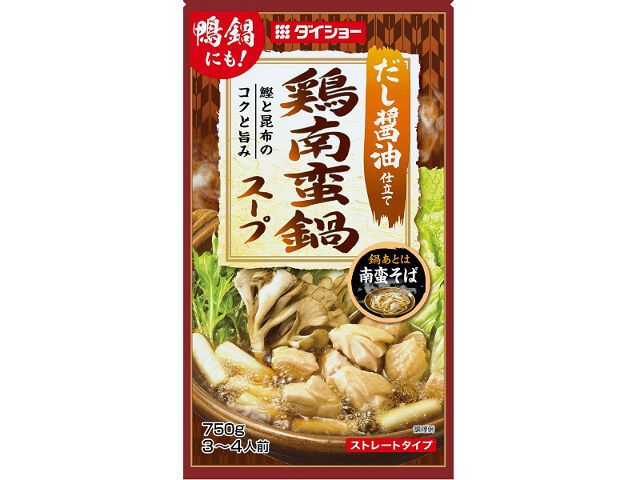 鴨鍋
にも!
ダイショー
だし醤油仕立て
鶏南蛮鍋
スープ
鰹と昆布の
コクと旨み
鍋あとは
南蛮そば
750g
3～4人前
調理例
ストレートタイプ